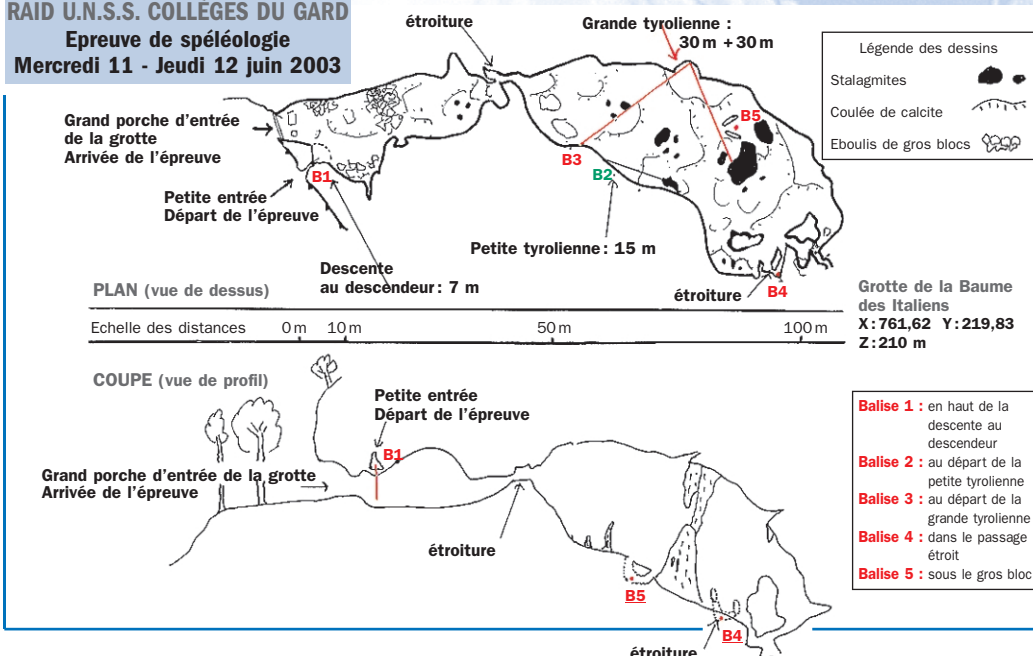 RAID U.N.S.S. COLLÈGES DU GARD
Epreuve de spéléologie
Mercredi 11 - Jeudi 12 juin 2003
étroiture
Grande tyrolienne :
30 m + 30 m
Légende des dessins
Stalagmites
Coulée de calcite
Eboulis de gros blocs
Grand porche d'entrée
de la grotte
Arrivée de l'épreuve
B5
B3
B1
B2
Petite entrée
Départ de l'épreuve
Petite tyrolienne : 15 m
Descente
au descendeur : 7 m
étroiture
B4
PLAN (vue de dessus)
Grotte de la Baume
des Italiens
X : 761,62 Y : 219,83
Z : 210 m
Echelle des distances 0 m 10 m 50 m 100 m
COUPE (vue de profil)
Petite entrée
Départ de l'épreuve
B1
Grand porche d'entrée de la grotte
Arrivée de l'épreuve
étroiture
B5
B4
étroiture
Balise 1 : en haut de la
descente au
descendeur
Balise 2 : au départ de la
petite tyrolienne
Balise 3 : au départ de la
grande tyrolienne
Balise 4 : dans le passage
étroit
Balise 5 : sous le gros bloc